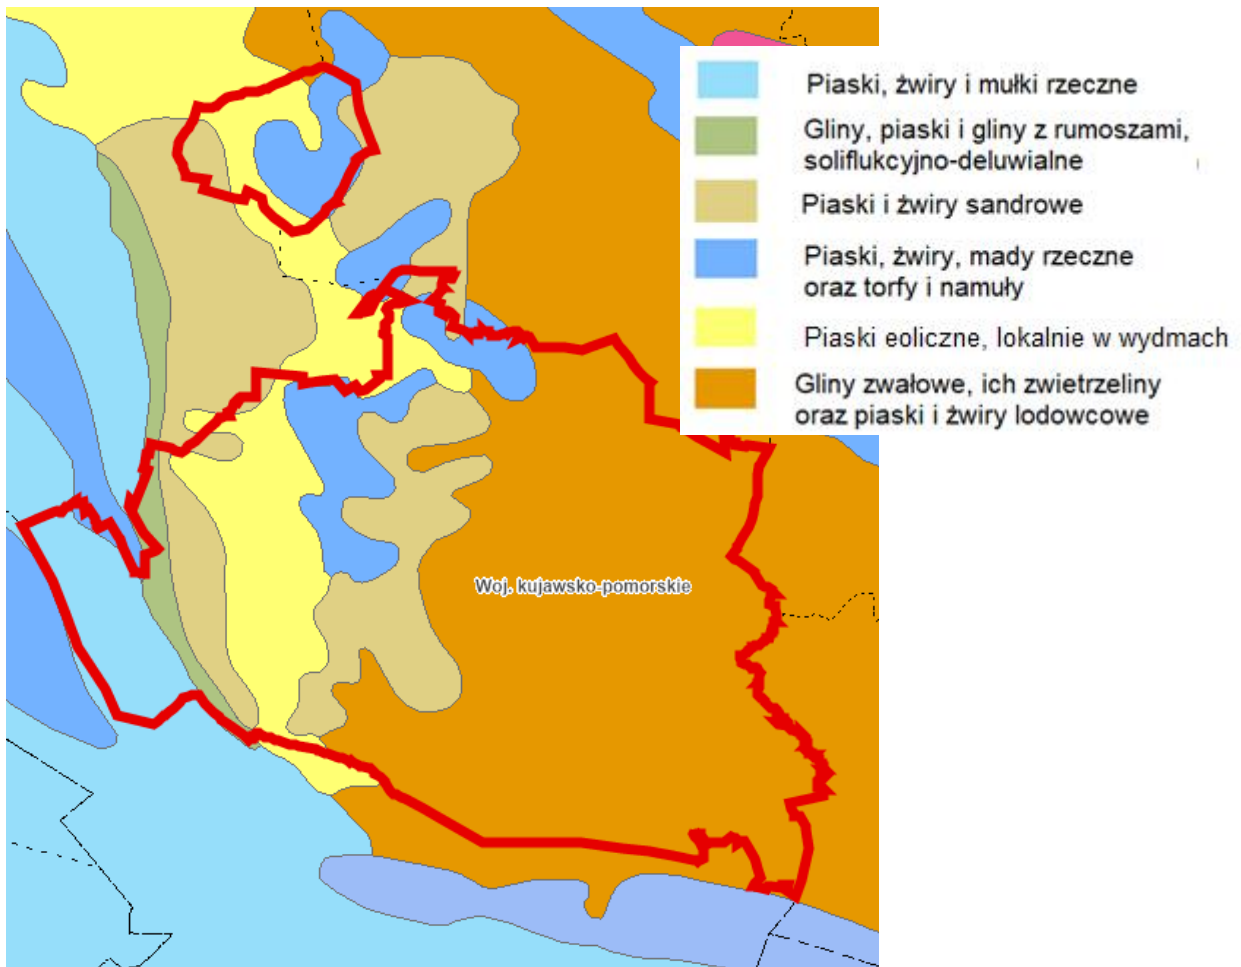 Piaski, żwiry i mułki rzeczne
Gliny, piaski i gliny z rumoszami,
soliflukcyjno-deluwialne
Piaski i żwiry sandrowe
Piaski, żwiry, mady rzeczne
oraz torfy i namuły
Piaski eoliczne, lokalnie w wydmach
Gliny zwałowe, ich zwietrzeliny
oraz piaski i żwiry lodowcowe
Woj. kujawsko-pomorskie